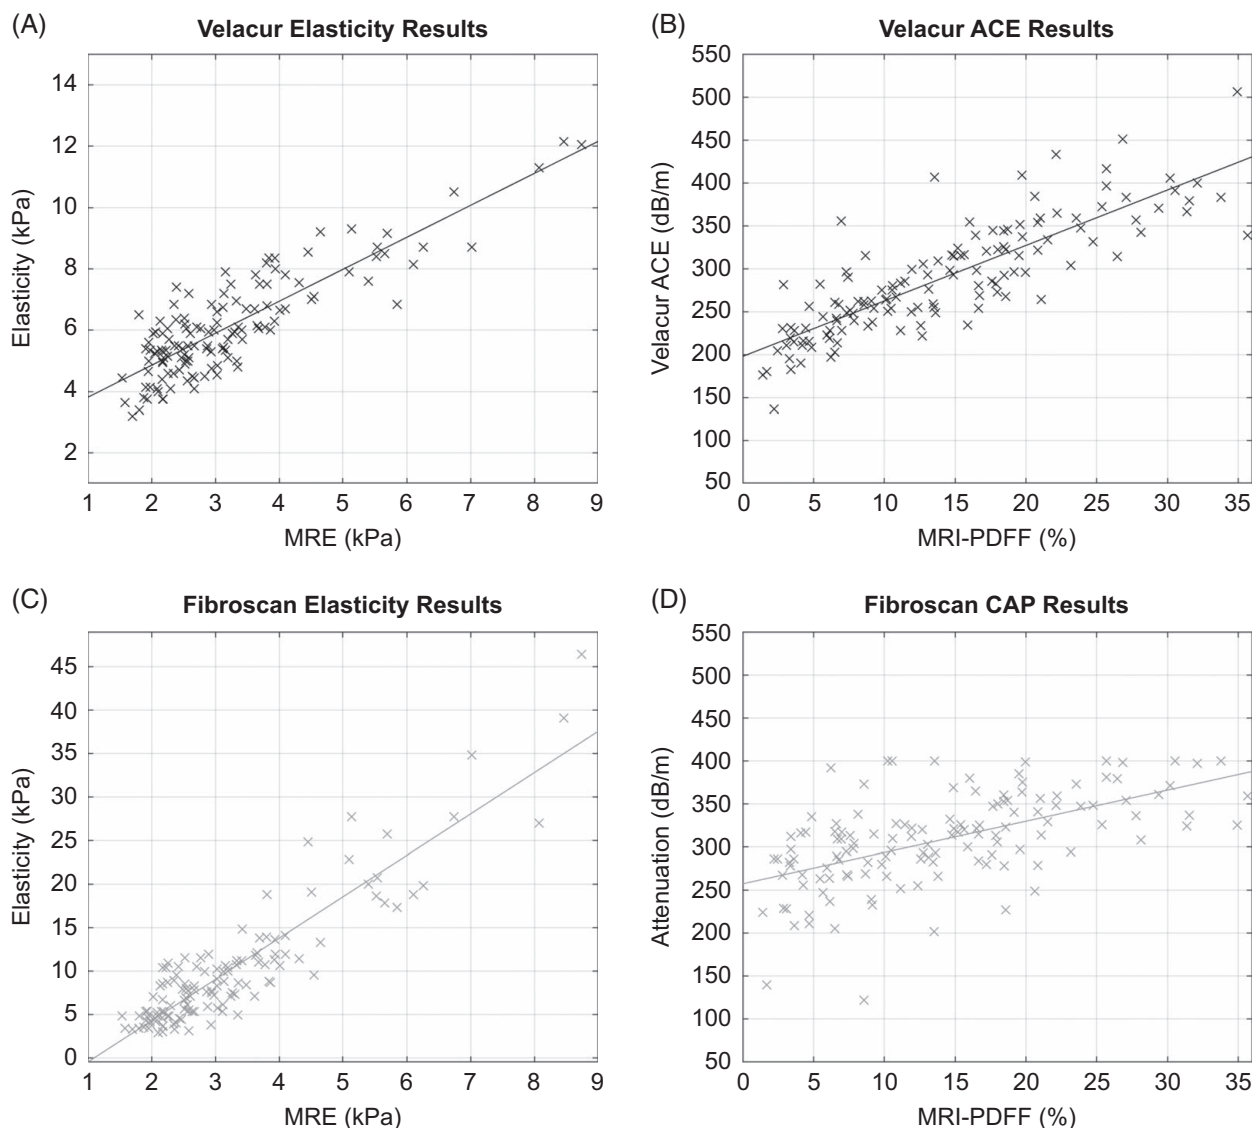 (A)
Velacur Elasticity Results
14
12
10
8
6
4
2
Elasticity (kPa)
1 2 3 4 5 6 7 8 9
MRE (kPa)
(B)
Velacur ACE Results
550
500
450
400
350
300
250
200
150
100
50
Velacur ACE (dB/m)
0 5 10 15 20 25 30 35
MRI-PDFF (%)
(C)
Fibroscan Elasticity Results
45
40
35
30
25
20
15
10
5
0
Elasticity (kPa)
1 2 3 4 5 6 7 8 9
MRE (kPa)
(D)
Fibroscan CAP Results
550
500
450
400
350
300
250
200
150
100
50
Attenuation (dB/m)
0 5 10 15 20 25 30 35
MRI-PDFF (%)